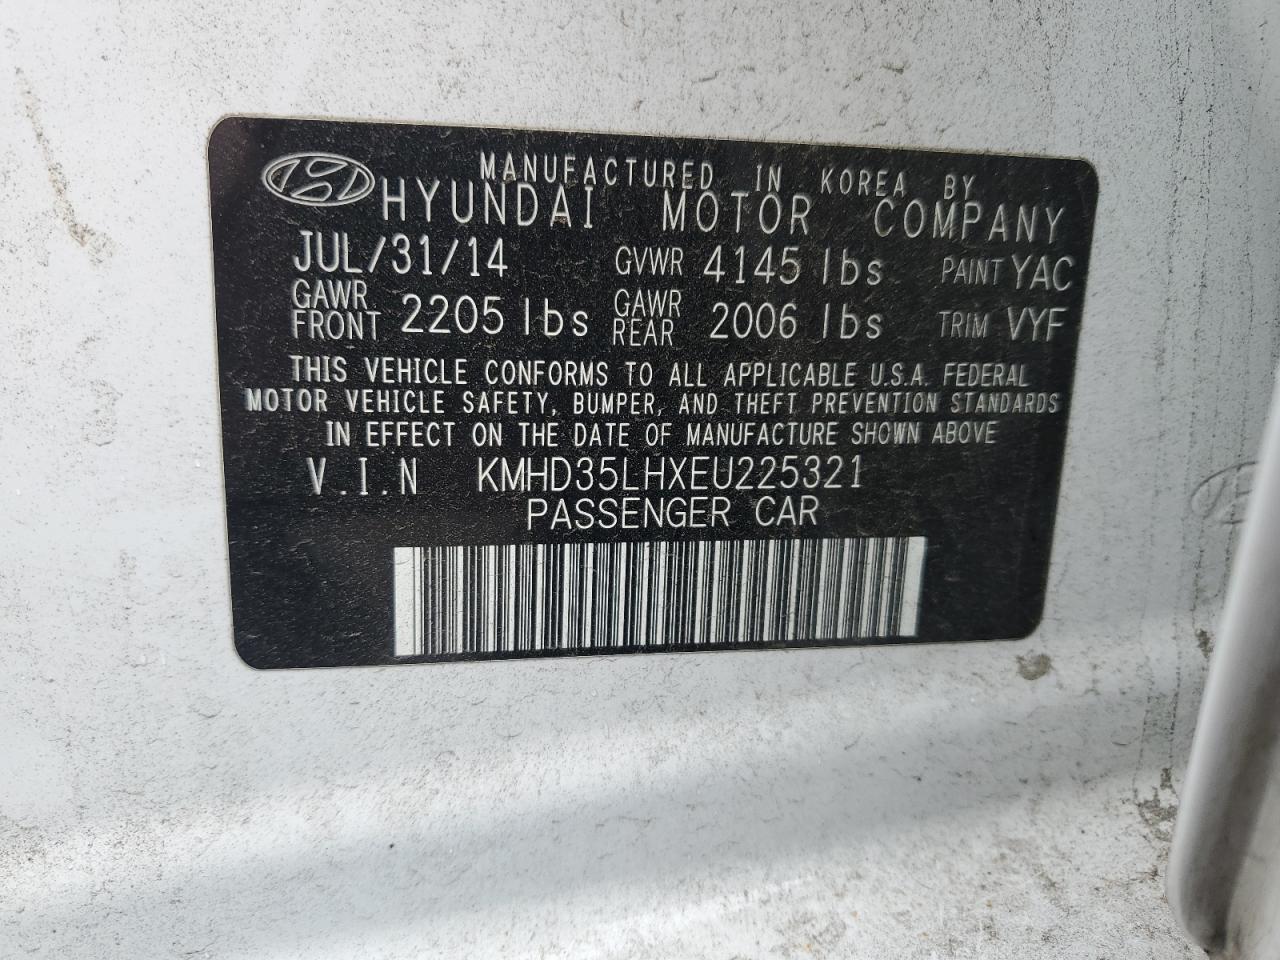 MANUFACTURED IN KOREA BY
HYUNDAI MOTOR COMPANY
JUL/31/14 GVWR 4145 lbs PAINT YAC
GAWR FRONT 2205 lbs GAWR REAR 2006 lbs TRIM VYF
THIS VEHICLE CONFORMS TO ALL APPLICABLE U.S.A. FEDERAL
MOTOR VEHICLE SAFETY, BUMPER, AND THEFT PREVENTION STANDARDS
IN EFFECT ON THE DATE OF MANUFACTURE SHOWN ABOVE
V.I.N KMHD35LHXEU225321
PASSENGER CAR